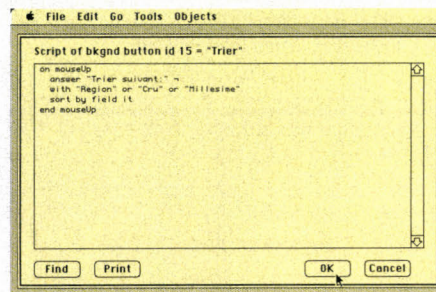 File Edit Go Tools Objects
Script of bkgnd button id 15 = "Trier"
on mouseUp
answer "Trier suivant:" ¬
with "Region" or "Cru" or "Millesime"
sort by field it
end mouseUp
Find Print OK Cancel